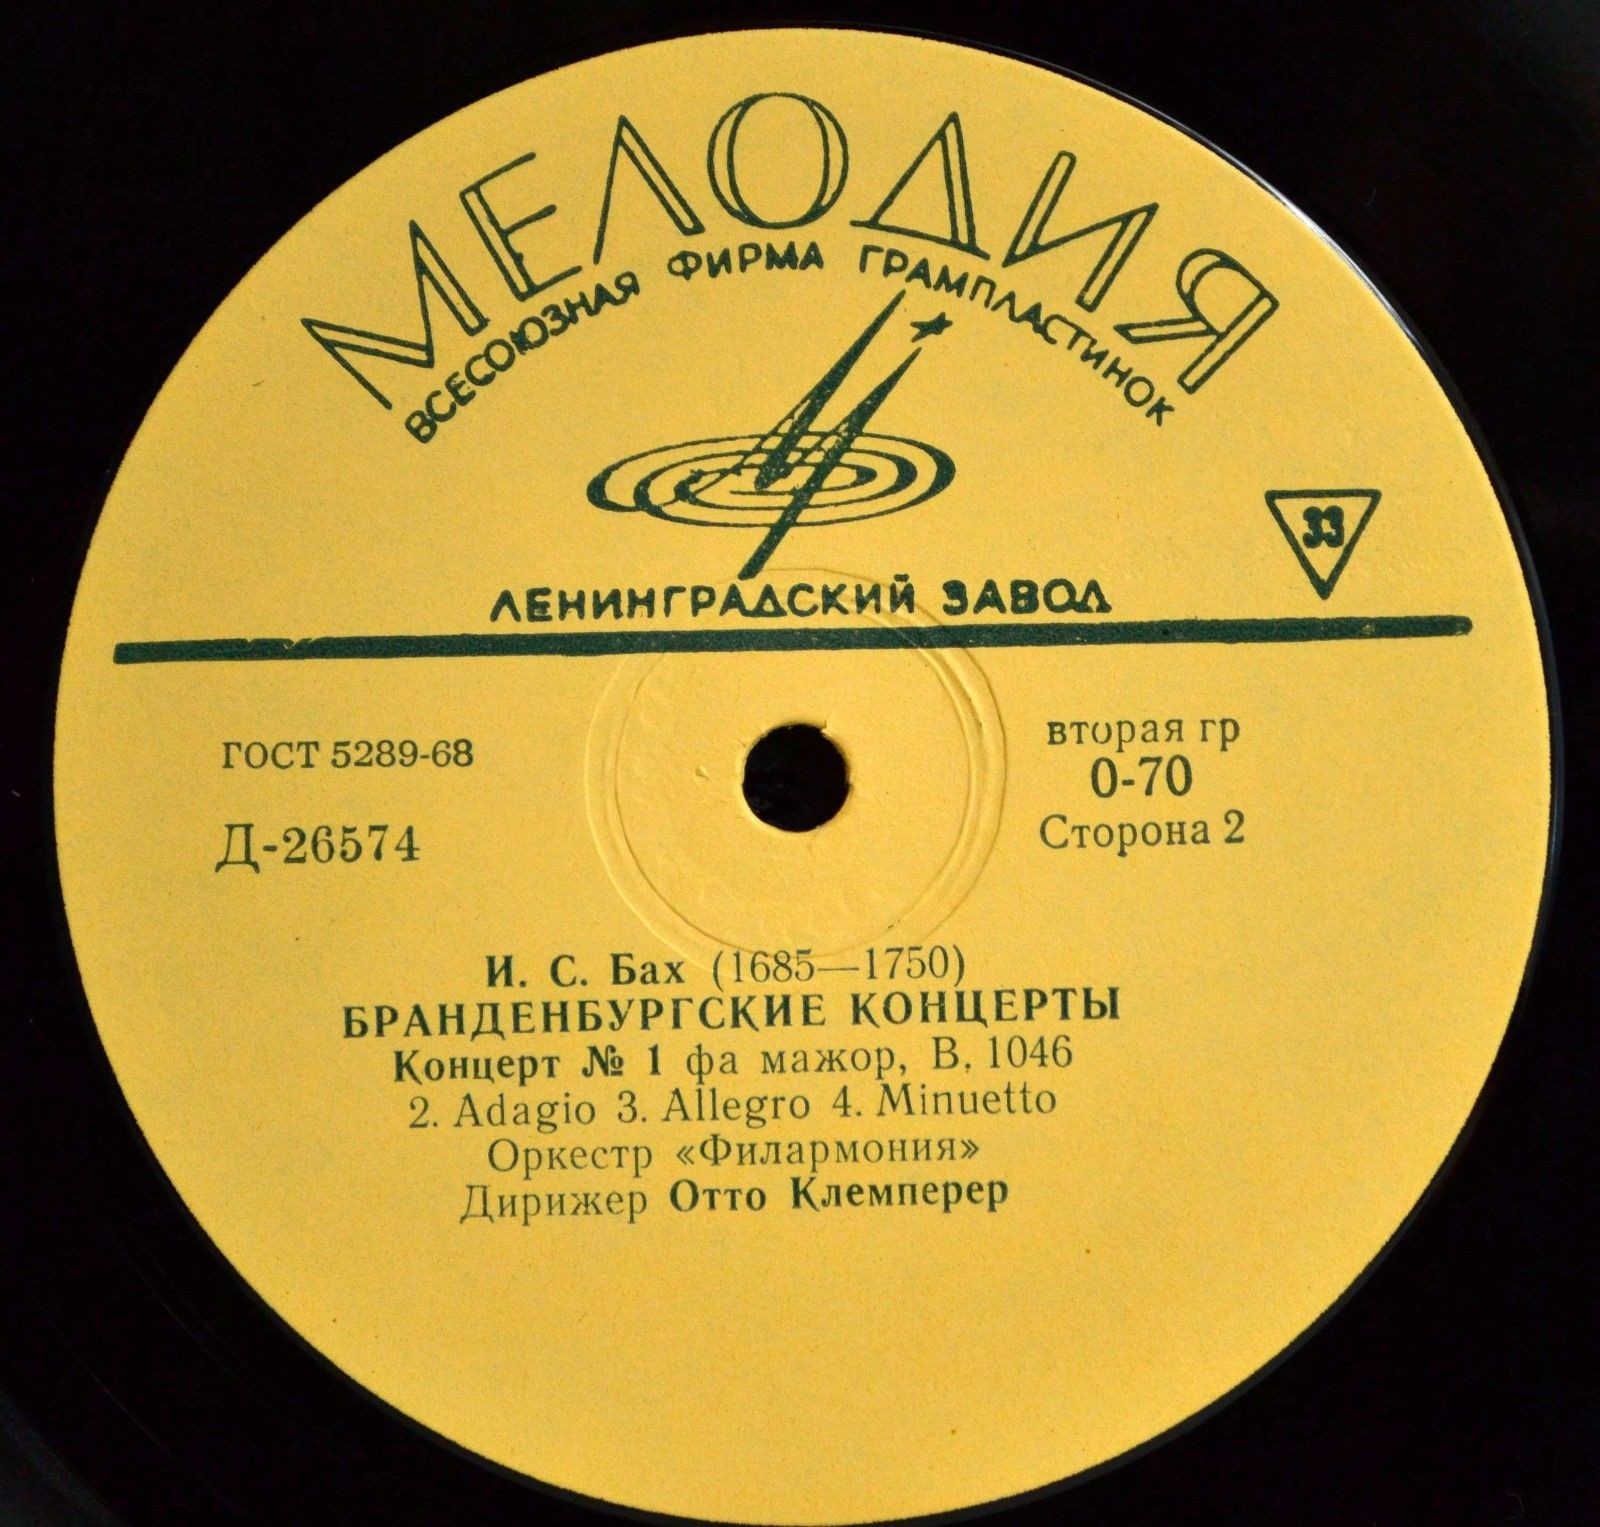 МЕЛОДИЯ
ВСЕСОЮЗНАЯ ФИРМА ГРАМПЛАСТИНОК
33
ЛЕНИНГРАДСКИЙ ЗАВОД
ГОСТ 5289-68
Д-26574
вторая гр
0-70
Сторона 2
И. С. Бах (1685—1750)
БРАНДЕНБУРГСКИЕ КОНЦЕРТЫ
Концерт № 1 фа мажор, В. 1046
2. Adagio 3. Allegro 4. Minuetto
Оркестр «Филармония»
Дирижер Отто Клемперер